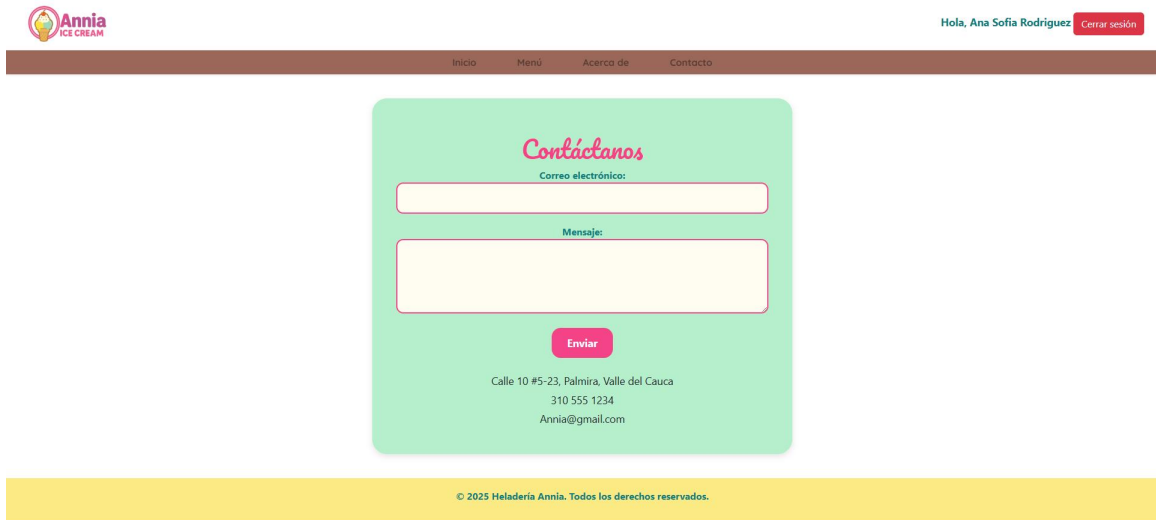 Annia
ICE CREAM
Hola, Ana Sofia Rodriguez Cerrar sesión
Inicio Menú Acerca de Contacto
Contáctanos
Correo electrónico:
Mensaje:
Enviar
Calle 10 #5-23, Palmira, Valle del Cauca
310 555 1234
Annia@gmail.com
© 2025 Heladería Annia. Todos los derechos reservados.